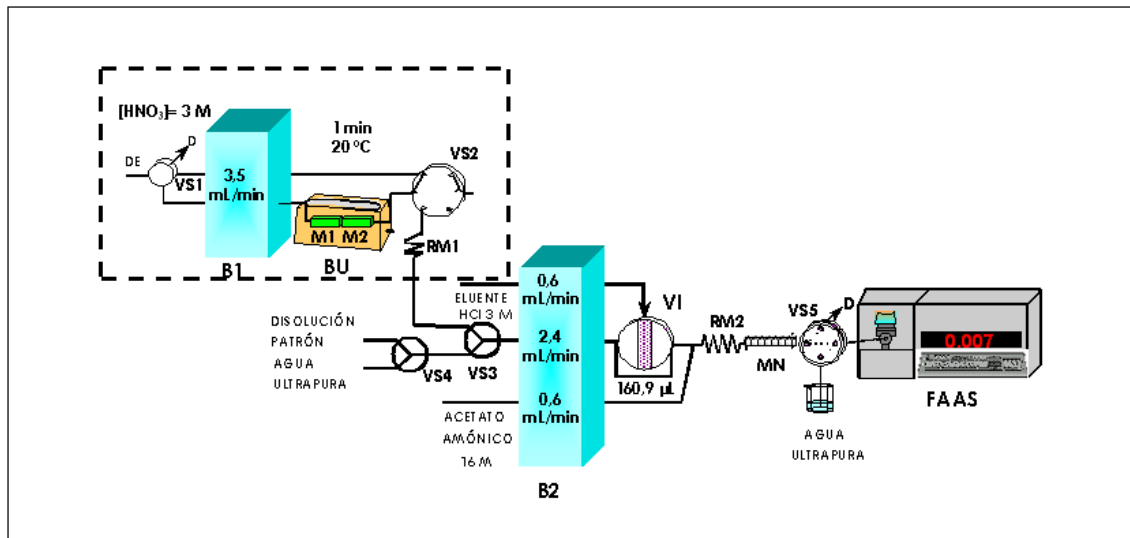 [HNO₃]= 3 M
D
1 min
20 ºC
DE
VS1
3,5
mL/min
VS2
M1 M2
RM1
B1
BU
0,6
mL/min
ELUENTE
HCl 3 M
VI
DISOLUCIÓN
PATRÓN
AGUA
ULTRAPURA
VS4
VS3
2,4
mL/min
RM2
VS5
D
0.007
MN
160,9 µL
FAAS
0,6
mL/min
ACETATO
AMÓNICO
16 M
AGUA
ULTRAPURA
B2